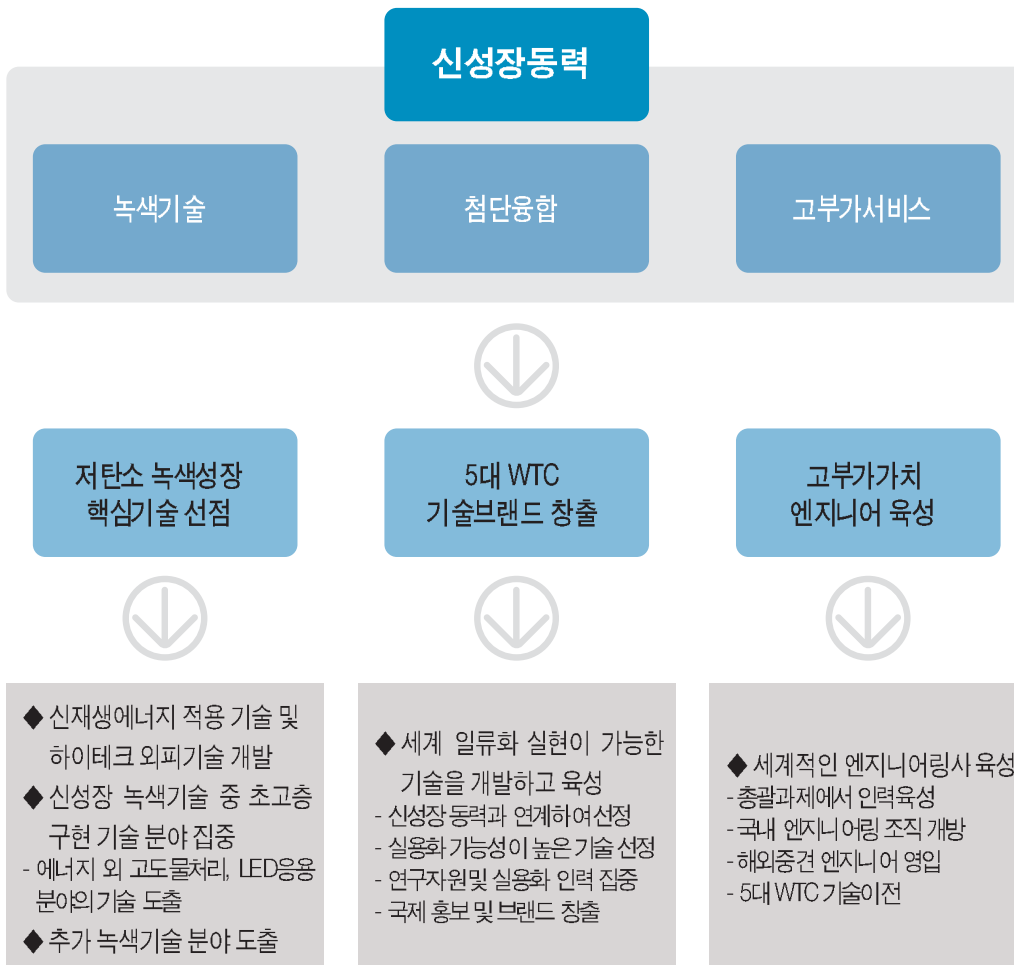 신성장동력
녹색기술
첨단융합
고부가서비스
저탄소 녹색성장
핵심기술 선점
5대 WTC
기술브랜드 창출
고부가가치
엔지니어 육성
◆ 신재생에너지 적용 기술 및
하이테크 외피기술 개발
◆ 신성장 녹색기술 중 초고층
구현 기술 분야 집중
- 에너지 외 고도물처리, LED응용
분야의 기술 도출
◆ 추가 녹색기술 분야 도출
◆ 세계 일류화 실현이 가능한
기술을 개발하고 육성
- 신성장 동력과 연계하여 선정
- 실용화 가능성이 높은 기술 선정
- 연구자원 및 실용화 인력 집중
- 국제 홍보 및 브랜드 창출
◆ 세계적인 엔지니어링사 육성
- 총괄과제에서 인력육성
- 국내 엔지니어링 조직 개방
- 해외중견 엔지니어 영입
- 5대 WTC 기술이전